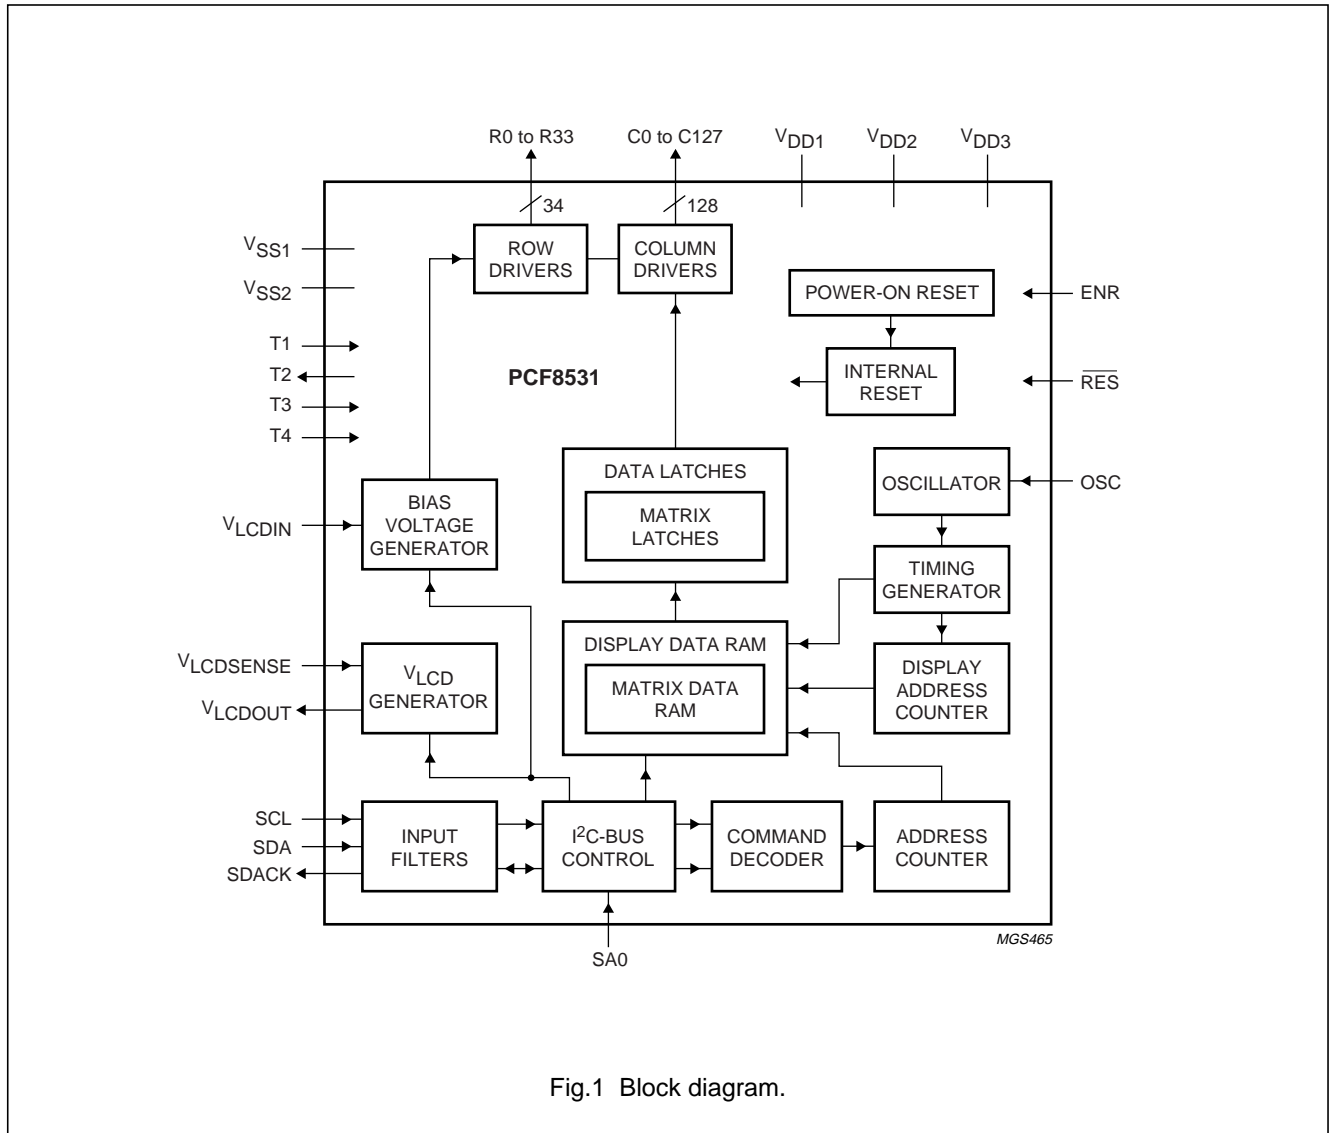 R0 to R33
C0 to C127
VDD1
VDD2
VDD3
34
128
VSS1
VSS2
T1
T2
T3
T4
ROW
DRIVERS
COLUMN
DRIVERS
POWER-ON RESET
ENR
INTERNAL
RESET
RES
PCF8531
DATA LATCHES
MATRIX
LATCHES
OSCILLATOR
OSC
VLCDIN
BIAS
VOLTAGE
GENERATOR
TIMING
GENERATOR
DISPLAY DATA RAM
MATRIX DATA
RAM
DISPLAY
ADDRESS
COUNTER
VLCDSENSE
VLCDOUT
VLCD
GENERATOR
SCL
SDA
SDACK
INPUT
FILTERS
I2C-BUS
CONTROL
COMMAND
DECODER
ADDRESS
COUNTER
SA0
MGS465
Fig.1 Block diagram.